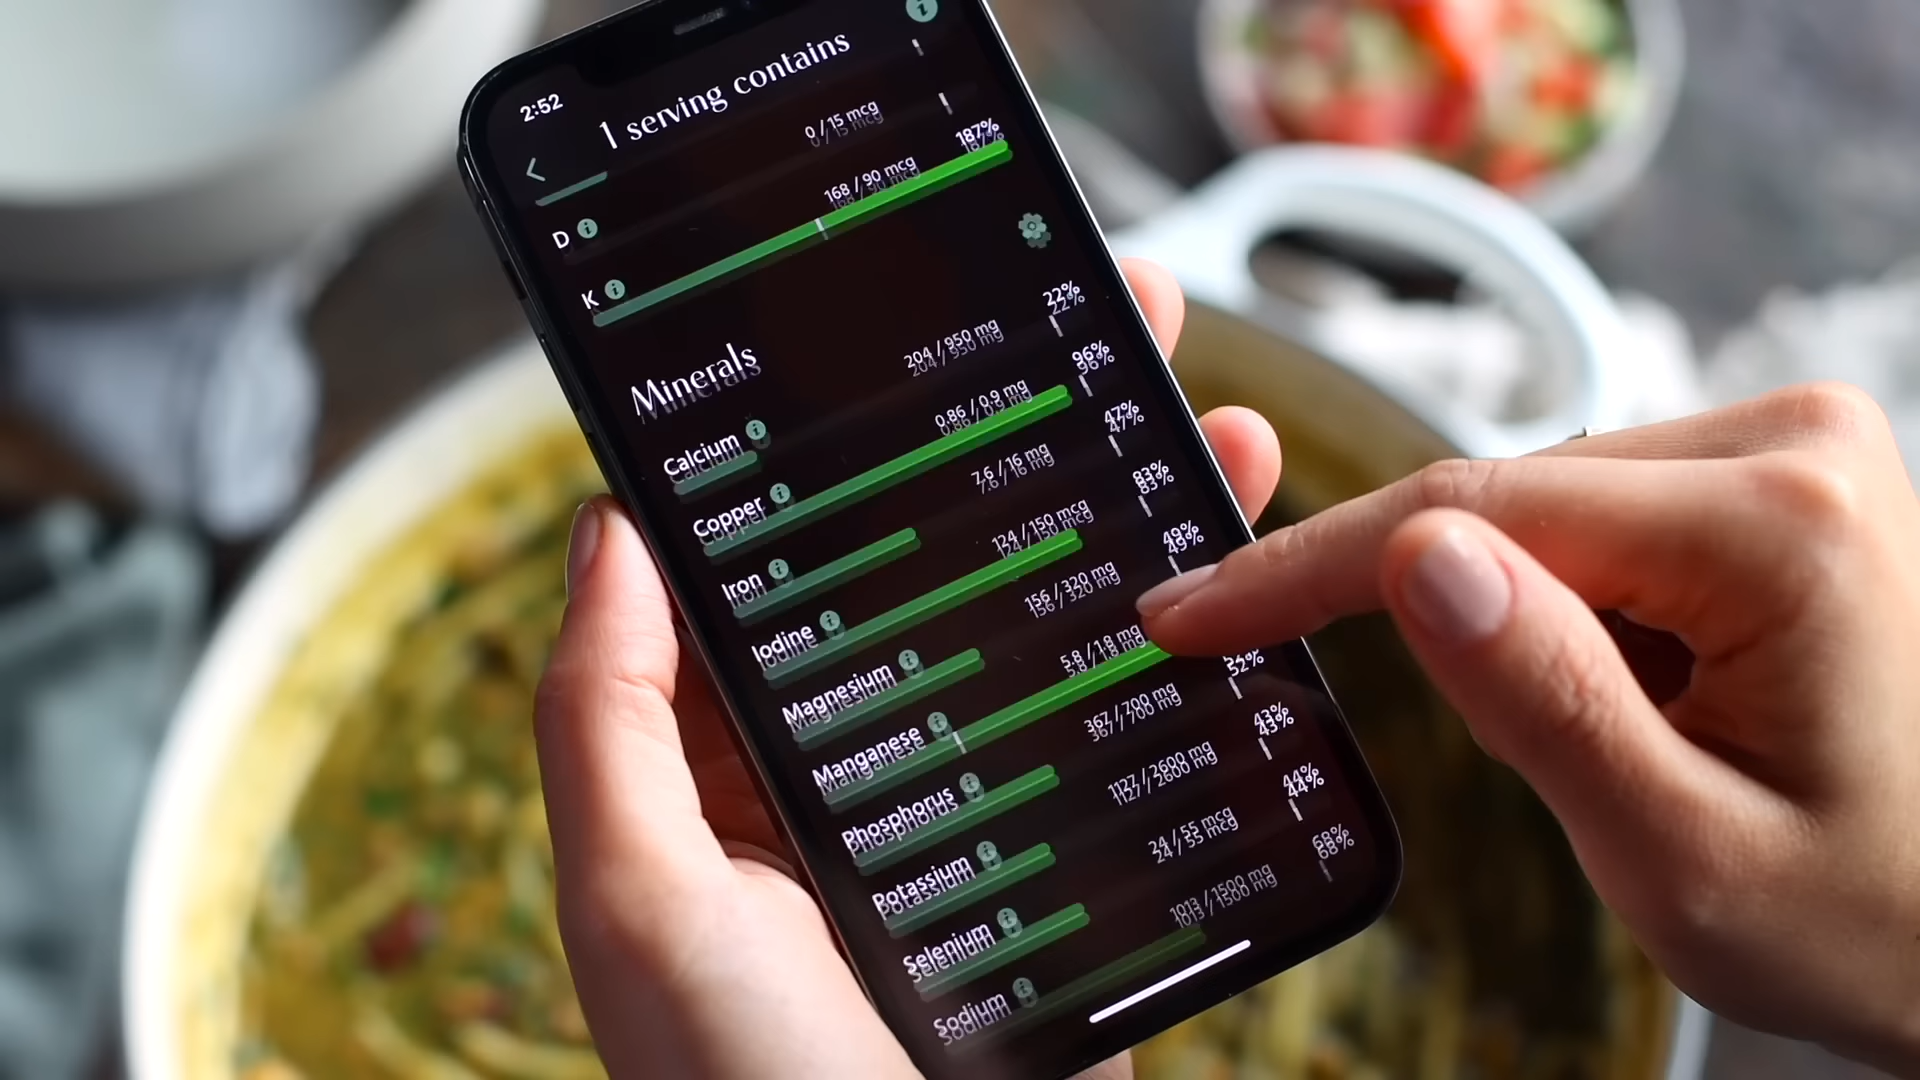 2:52
1 serving contains
0 / 15 mcg
D
168 / 90 mcg 187%
K
Minerals
204 / 950 mg 22%
Calcium
0.86 / 0.9 mg 96%
Copper
7.6 / 16 mg 47%
Iron
124 / 150 mcg 83%
Iodine
156 / 320 mg 49%
Magnesium
5.8 / 1.8 mg
Manganese
367 / 700 mg 52%
Phosphorus
1127 / 2600 mg 43%
Potassium
24 / 55 mcg 44%
Selenium
1013 / 1500 mg 68%
Sodium